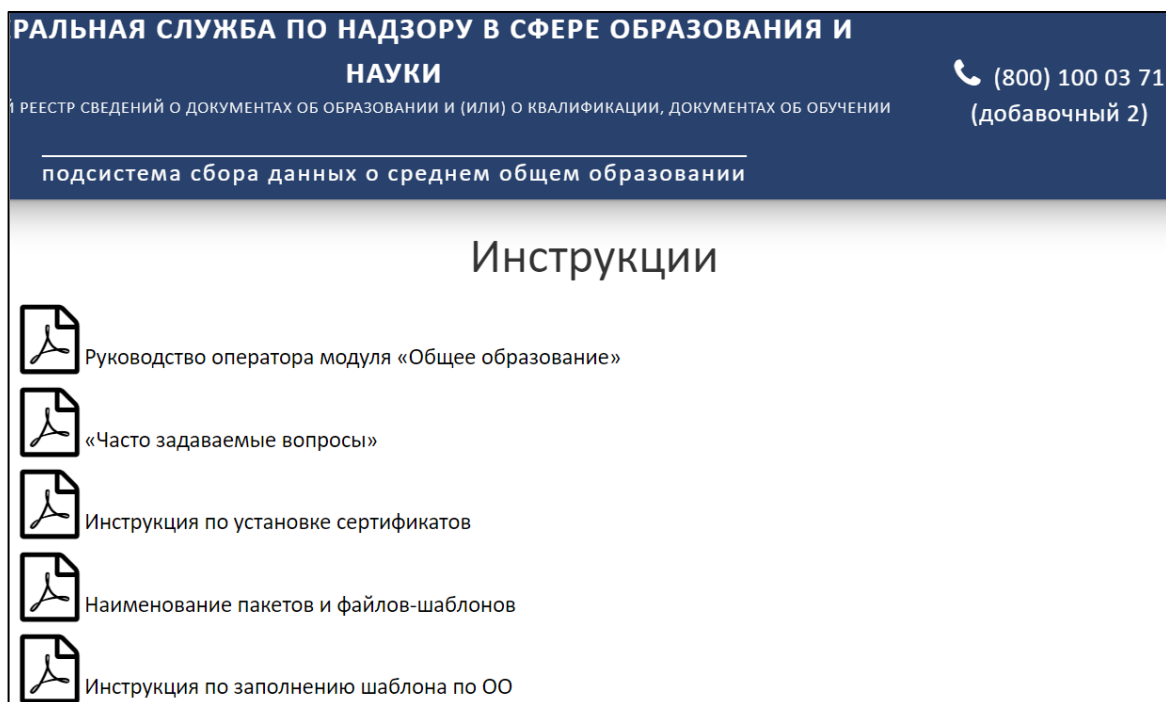 РАЛЬНАЯ СЛУЖБА ПО НАДЗОРУ В СФЕРЕ ОБРАЗОВАНИЯ И
НАУКИ
Й РЕЕСТР СВЕДЕНИЙ О ДОКУМЕНТАХ ОБ ОБРАЗОВАНИИ И (ИЛИ) О КВАЛИФИКАЦИИ, ДОКУМЕНТАХ ОБ ОБУЧЕНИИ
(800) 100 03 71
(добавочный 2)
подсистема сбора данных о среднем общем образовании
Инструкции
Руководство оператора модуля «Общее образование»
«Часто задаваемые вопросы»
Инструкция по установке сертификатов
Наименование пакетов и файлов-шаблонов
Инструкция по заполнению шаблона по ОО